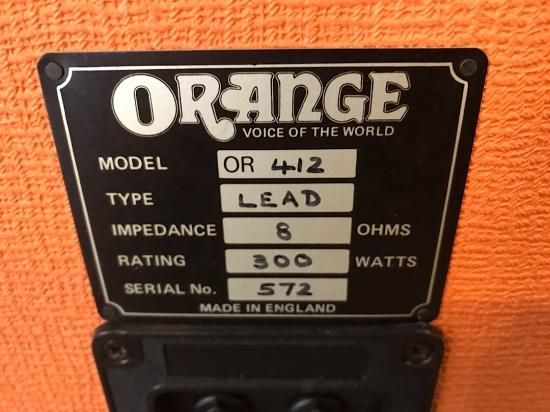 ORANGE
VOICE OF THE WORLD
MODEL OR 412
TYPE LEAD
IMPEDANCE 8 OHMS
RATING 300 WATTS
SERIAL No. 572
MADE IN ENGLAND